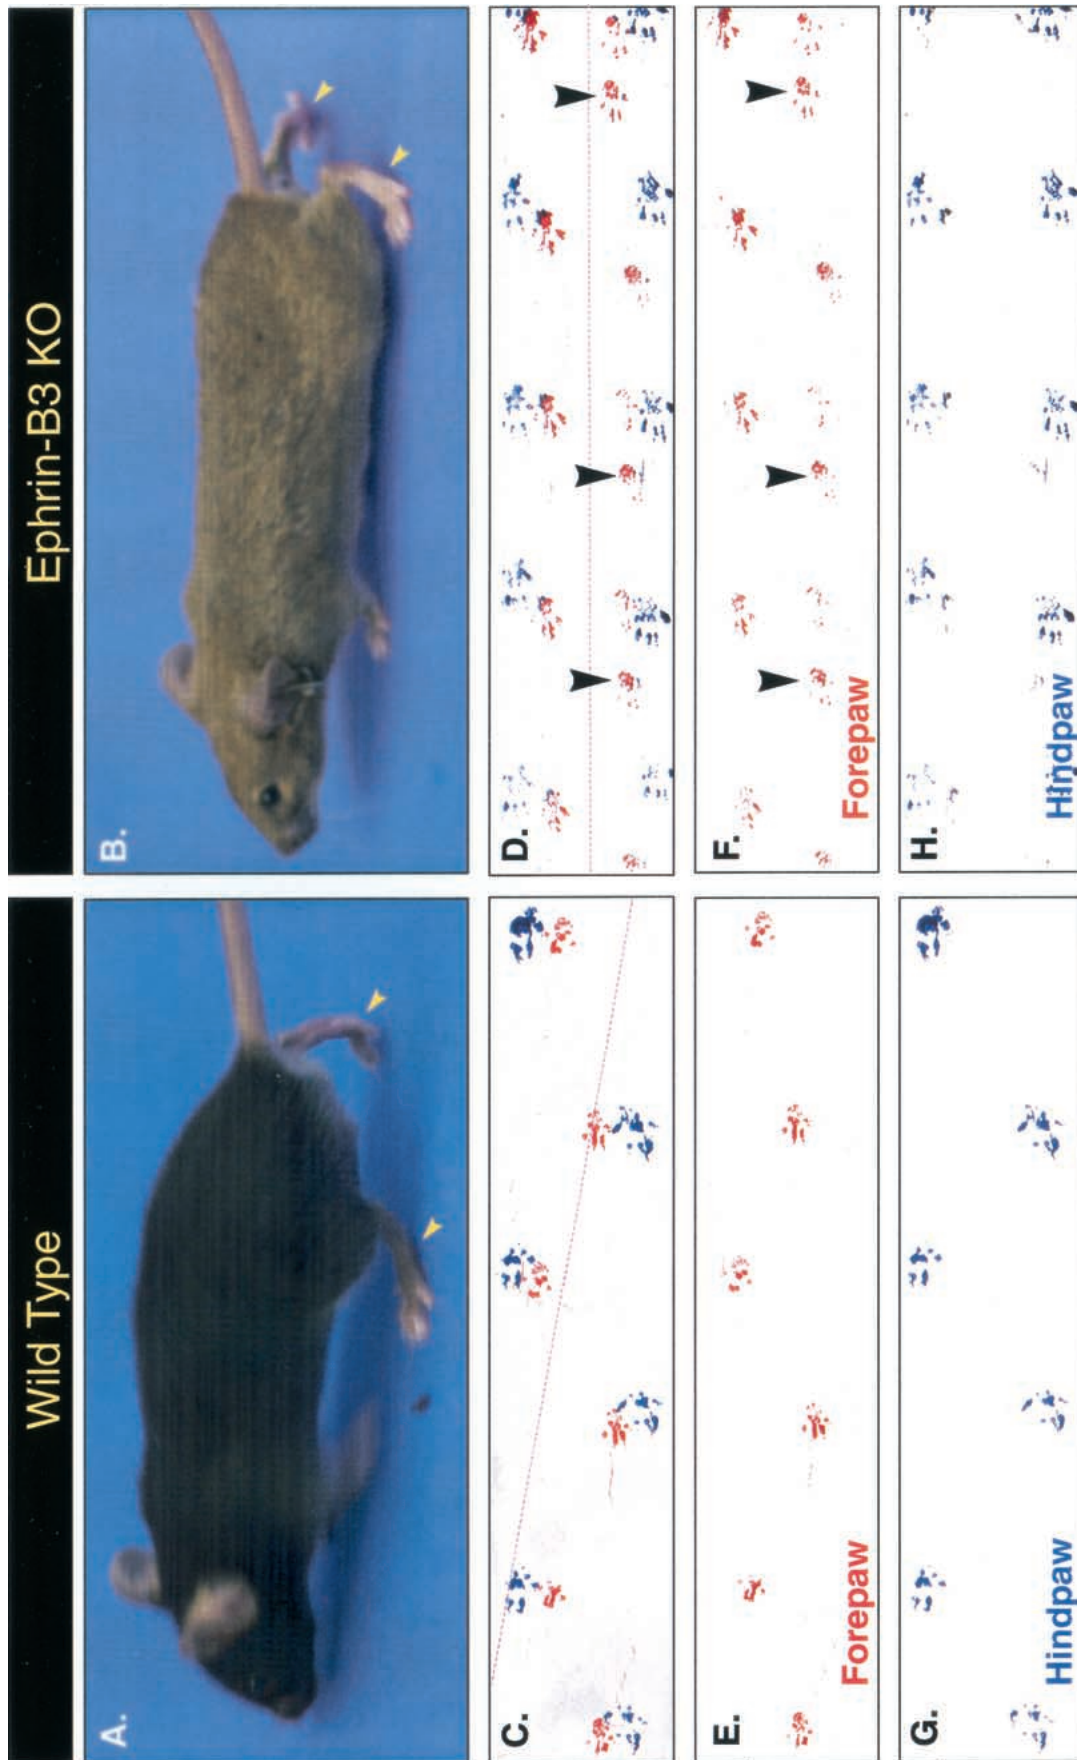 Wild Type
Ephrin-B3 KO
A.
B.
C.
D.
E.
Forepaw
F.
Forepaw
G.
Hindpaw
H.
Hindpaw